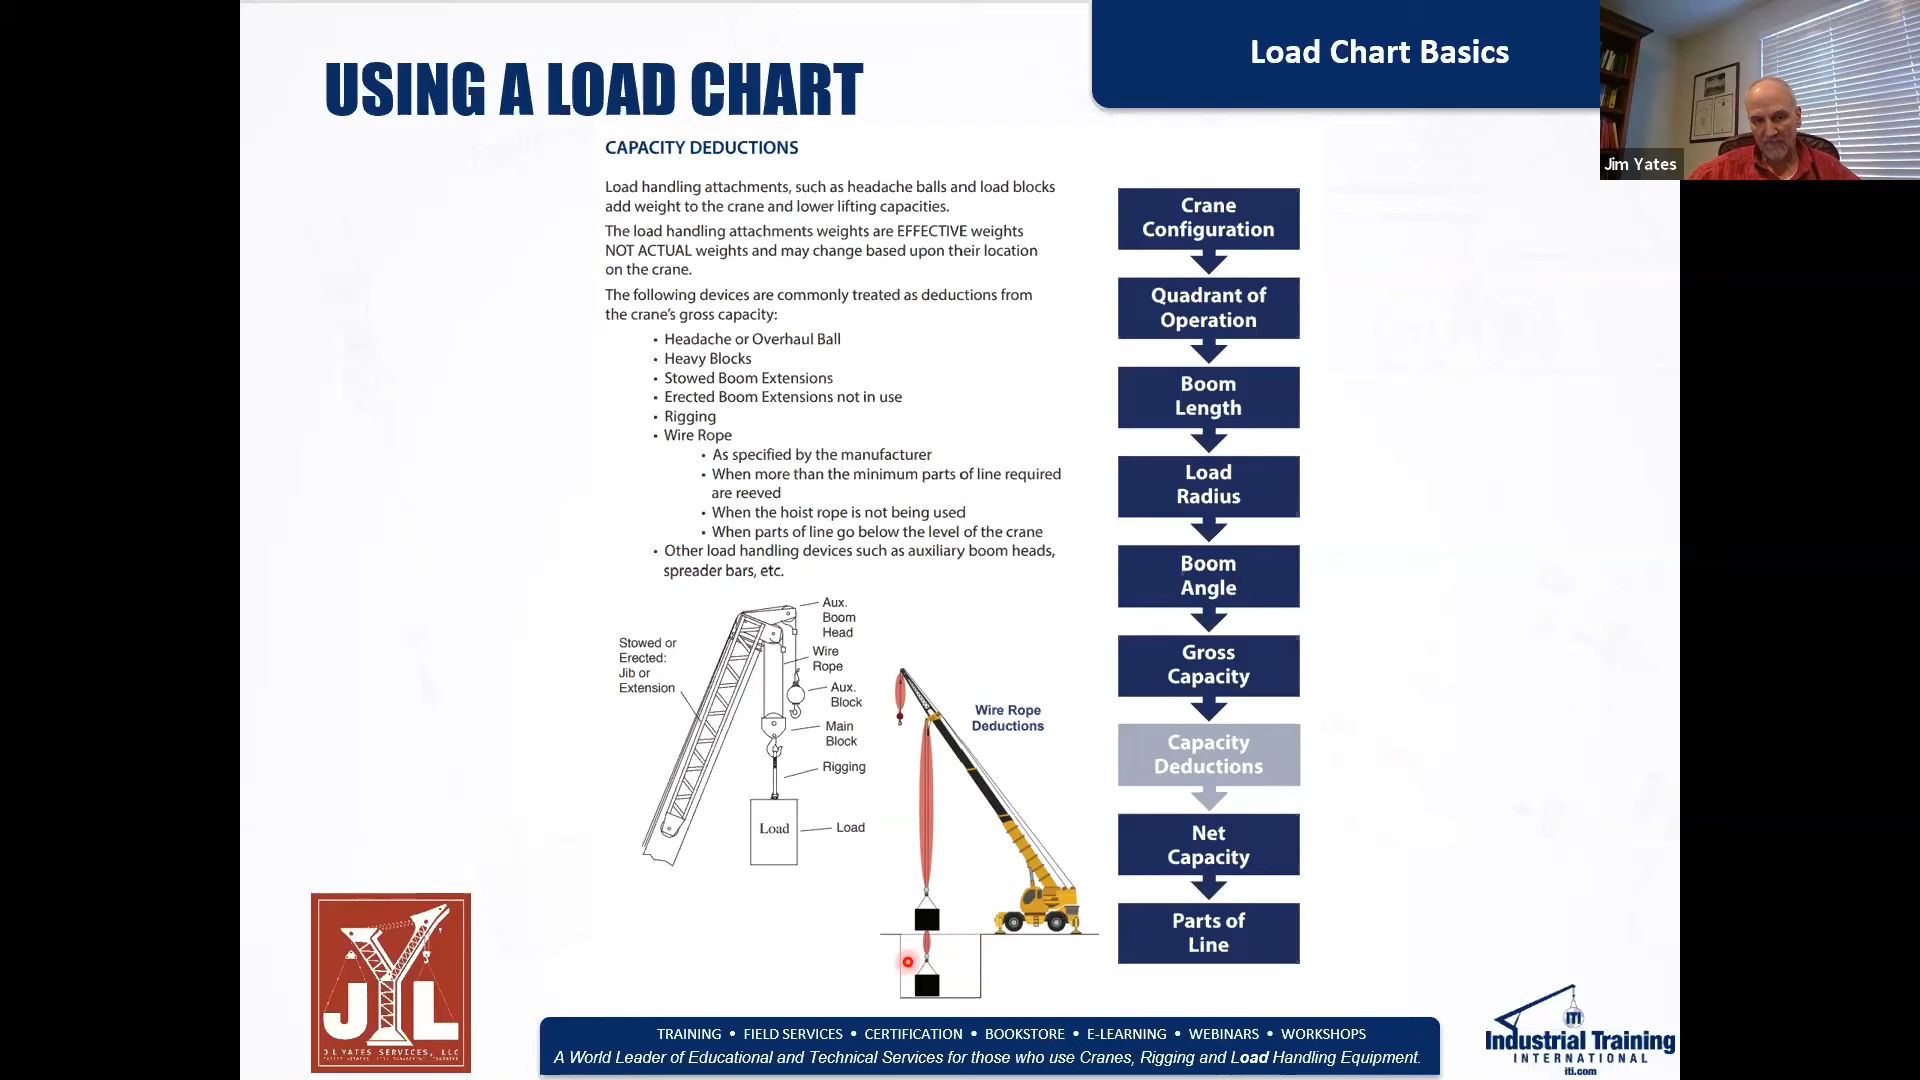 USING A LOAD CHART
Load Chart Basics
Jim Yates
CAPACITY DEDUCTIONS
Load handling attachments, such as headache balls and load blocks
add weight to the crane and lower lifting capacities.
The load handling attachments weights are EFFECTIVE weights
NOT ACTUAL weights and may change based upon their location
on the crane.
The following devices are commonly treated as deductions from
the crane's gross capacity:
• Headache or Overhaul Ball
• Heavy Blocks
• Stowed Boom Extensions
• Erected Boom Extensions not in use
• Rigging
• Wire Rope
• As specified by the manufacturer
• When more than the minimum parts of line required
are reeved
• When the hoist rope is not being used
• When parts of line go below the level of the crane
• Other load handling devices such as auxiliary boom heads,
spreader bars, etc.
Stowed or
Erected:
Jib or
Extension
Aux.
Boom
Head
Wire
Rope
Aux.
Block
Main
Block
Rigging
Load
Load
Wire Rope
Deductions
Crane
Configuration
Quadrant of
Operation
Boom
Length
Load
Radius
Boom
Angle
Gross
Capacity
Capacity
Deductions
Net
Capacity
Parts of
Line
JYL
J L YATES SERVICES, LLC
TRAINING • FIELD SERVICES • CERTIFICATION • BOOKSTORE • E-LEARNING • WEBINARS • WORKSHOPS
A World Leader of Educational and Technical Services for those who use Cranes, Rigging and Load Handling Equipment.
ITI
Industrial Training
INTERNATIONAL
iti.com